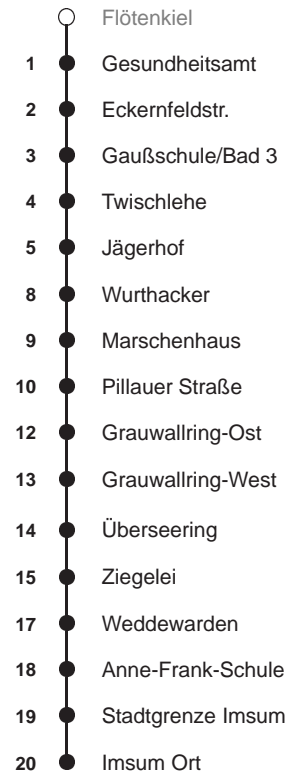 Flötenkiel
1 Gesundheitsamt
2 Eckernfeldstr.
3 Gaußschule/Bad 3
4 Twischlehe
5 Jägerhof
8 Wurthacker
9 Marschenhaus
10 Pillauer Straße
12 Grauwallring-Ost
13 Grauwallring-West
14 Überseering
15 Ziegelei
17 Weddewarden
18 Anne-Frank-Schule
19 Stadtgrenze Imsum
20 Imsum Ort